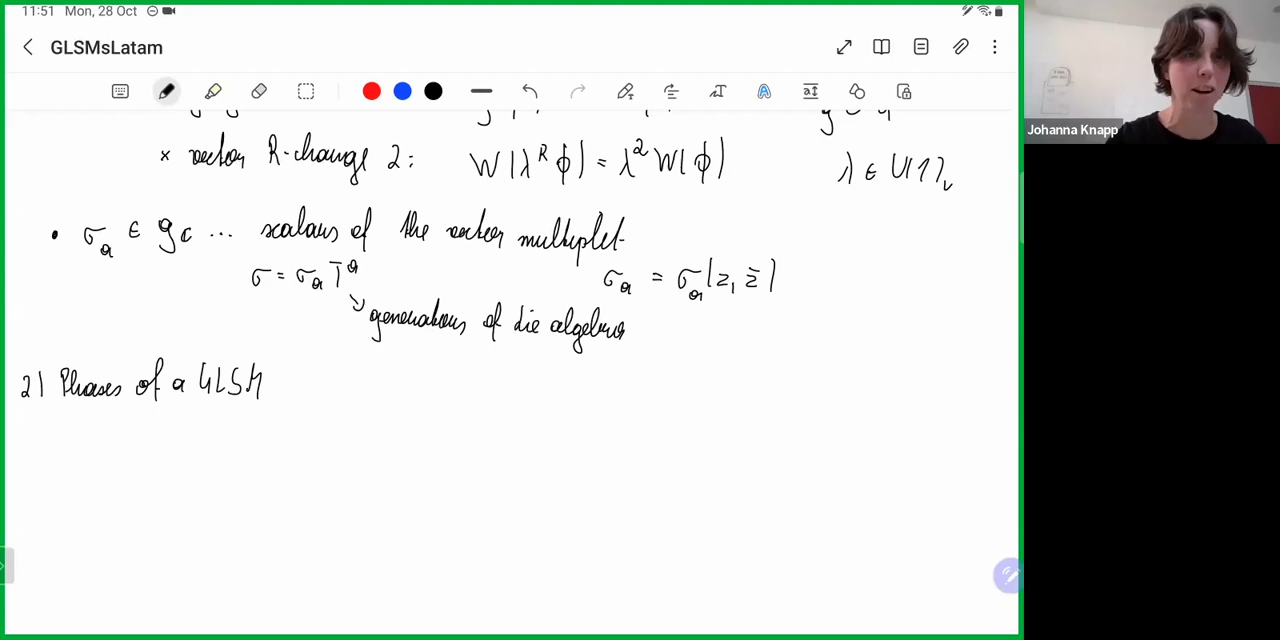 11:51 Mon, 28 Oct
GLSMsLatam
Johanna Knapp
× vector R-charge 2: W(λ^R φ) = λ² W(φ) λ ∈ U(1)_V
• σ_a ∈ g_C ... scalars of the vector multiplet
σ = σ_a T^a σ_a = σ_a(z, z̄)
↘ generators of Lie algebra
2) Phases of a GLSM